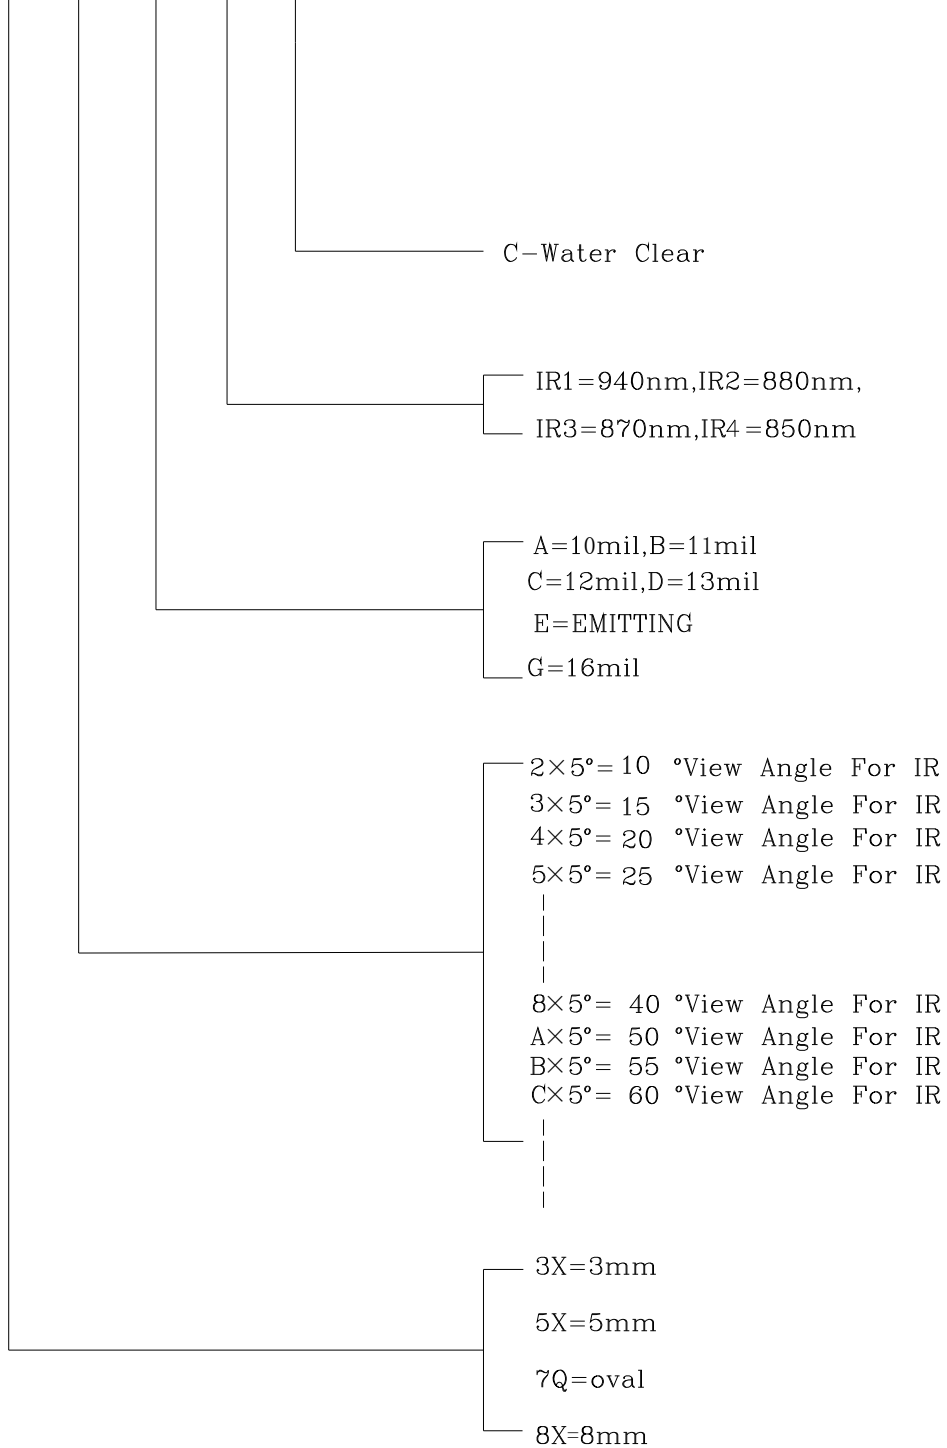 C-Water Clear
IR1=940nm,IR2=880nm,
IR3=870nm,IR4=850nm
A=10mil,B=11mil
C=12mil,D=13mil
E=EMITTING
G=16mil
2×5°= 10 °View Angle For IR
3×5°= 15 °View Angle For IR
4×5°= 20 °View Angle For IR
5×5°= 25 °View Angle For IR
8×5°= 40 °View Angle For IR
A×5°= 50 °View Angle For IR
B×5°= 55 °View Angle For IR
C×5°= 60 °View Angle For IR
3X=3mm
5X=5mm
7Q=oval
8X=8mm